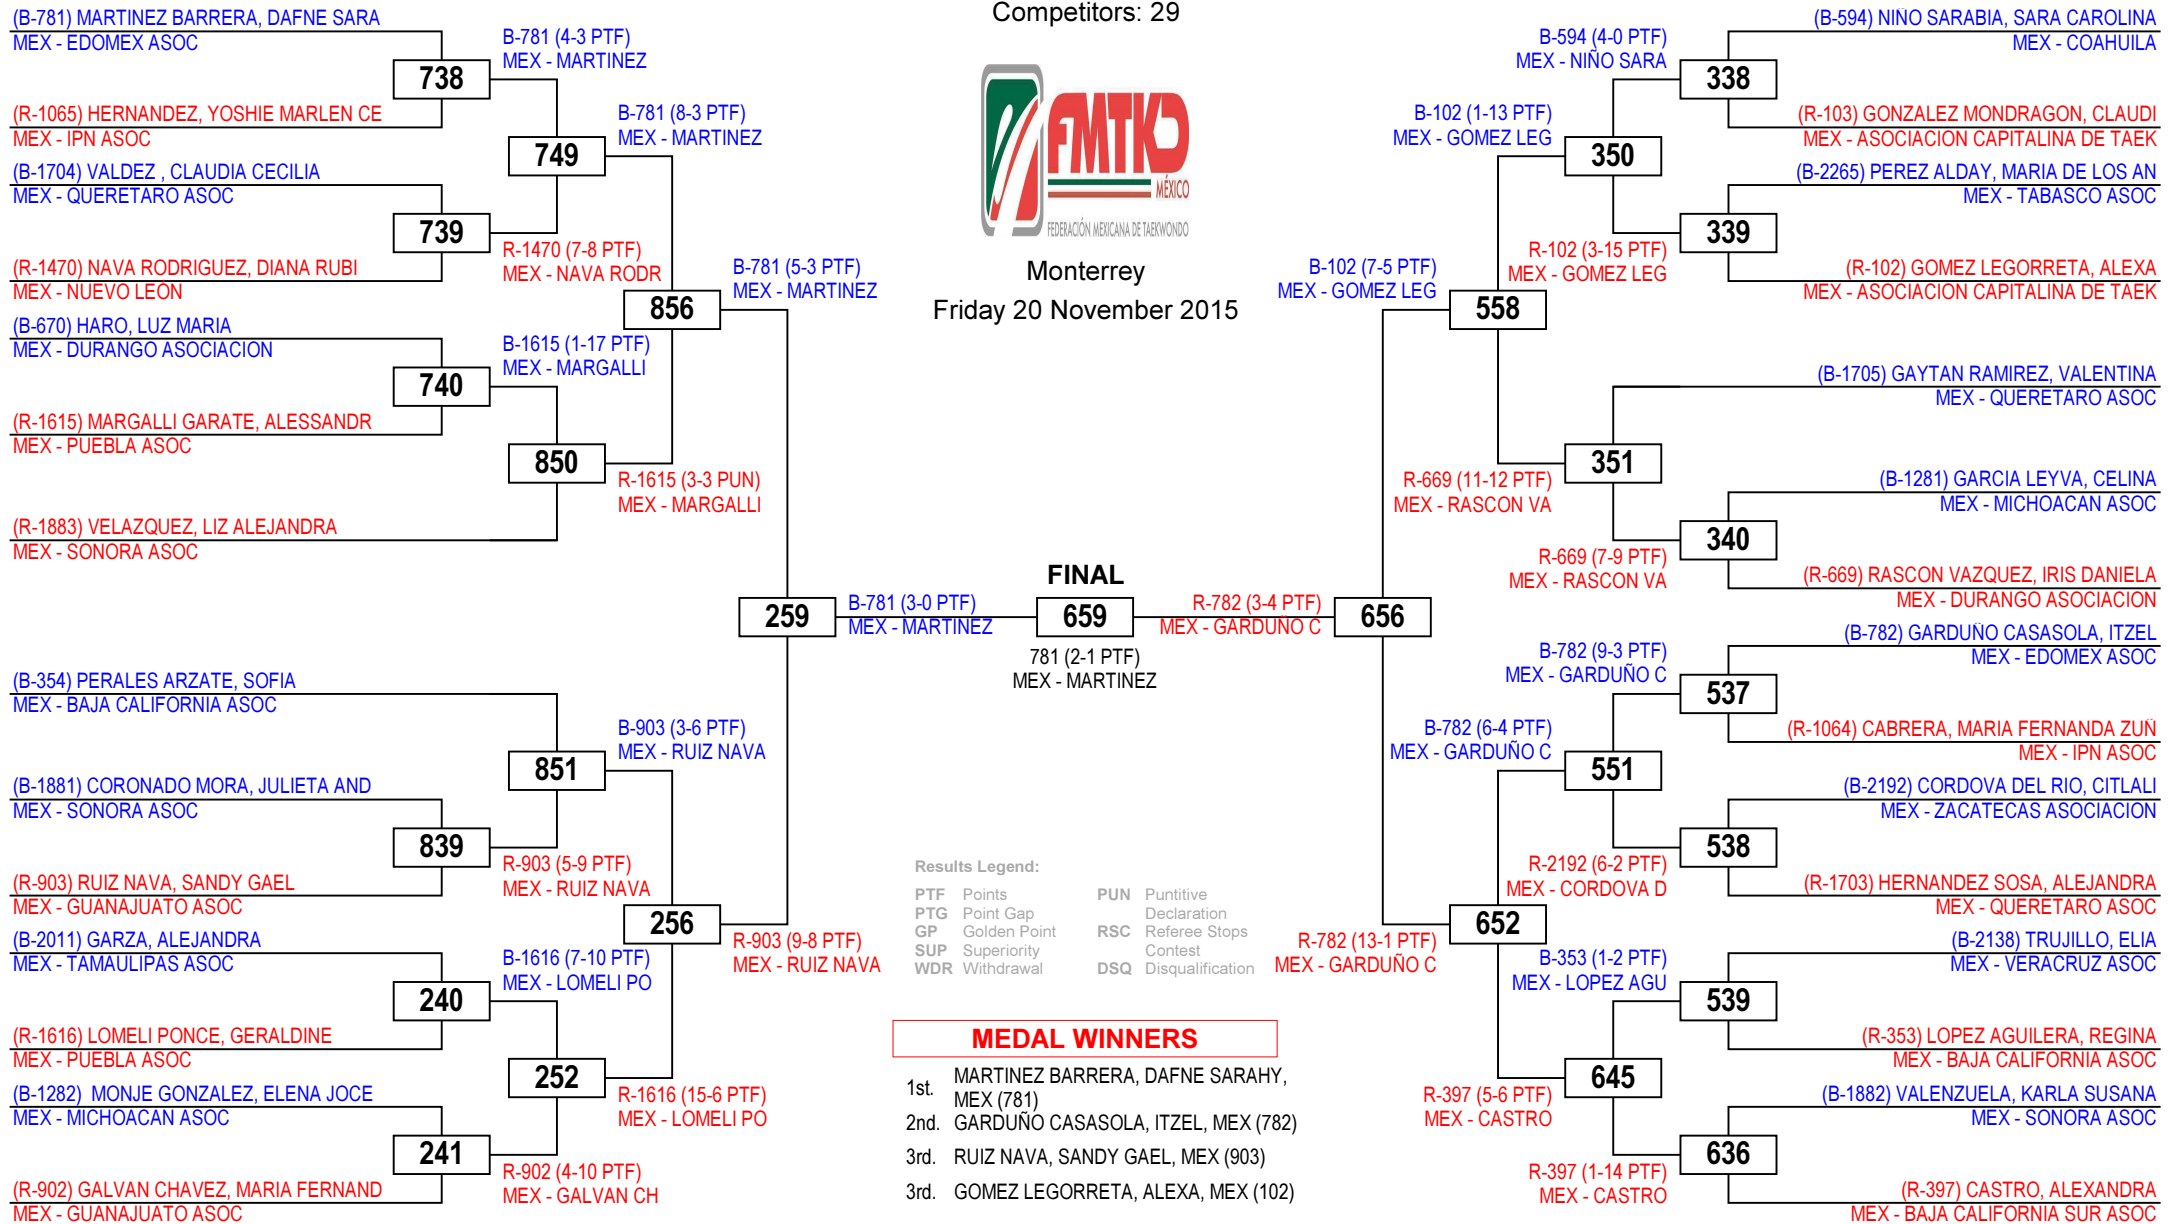 Competitors: 29
FMTKD
MÉXICO
FEDERACIÓN MEXICANA DE TAEKWONDO
Monterrey
Friday 20 November 2015
(B-781) MARTINEZ BARRERA, DAFNE SARA
MEX - EDOMEX ASOC
738
(R-1065) HERNANDEZ, YOSHIE MARLEN CE
MEX - IPN ASOC
(B-1704) VALDEZ , CLAUDIA CECILIA
MEX - QUERETARO ASOC
739
(R-1470) NAVA RODRIGUEZ, DIANA RUBI
MEX - NUEVO LEÓN
(B-670) HARO, LUZ MARIA
MEX - DURANGO ASOCIACION
740
(R-1615) MARGALLI GARATE, ALESSANDR
MEX - PUEBLA ASOC
(R-1883) VELAZQUEZ, LIZ ALEJANDRA
MEX - SONORA ASOC
(B-354) PERALES ARZATE, SOFIA
MEX - BAJA CALIFORNIA ASOC
(B-1881) CORONADO MORA, JULIETA AND
MEX - SONORA ASOC
839
(R-903) RUIZ NAVA, SANDY GAEL
MEX - GUANAJUATO ASOC
(B-2011) GARZA, ALEJANDRA
MEX - TAMAULIPAS ASOC
240
(R-1616) LOMELI PONCE, GERALDINE
MEX - PUEBLA ASOC
(B-1282) MONJE GONZALEZ, ELENA JOCE
MEX - MICHOACAN ASOC
241
(R-902) GALVAN CHAVEZ, MARIA FERNAND
MEX - GUANAJUATO ASOC
B-781 (4-3 PTF)
MEX - MARTINEZ
749
R-1470 (7-8 PTF)
MEX - NAVA RODR
B-1615 (1-17 PTF)
MEX - MARGALLI
850
851
R-903 (5-9 PTF)
MEX - RUIZ NAVA
B-1616 (7-10 PTF)
MEX - LOMELI PO
252
R-902 (4-10 PTF)
MEX - GALVAN CH
B-781 (8-3 PTF)
MEX - MARTINEZ
856
R-1615 (3-3 PUN)
MEX - MARGALLI
B-903 (3-6 PTF)
MEX - RUIZ NAVA
256
R-1616 (15-6 PTF)
MEX - LOMELI PO
B-781 (5-3 PTF)
MEX - MARTINEZ
259
R-903 (9-8 PTF)
MEX - RUIZ NAVA
B-781 (3-0 PTF)
MEX - MARTINEZ
FINAL
659
781 (2-1 PTF)
MEX - MARTINEZ
R-782 (3-4 PTF)
MEX - GARDUÑO C
656
B-102 (7-5 PTF)
MEX - GOMEZ LEG
558
R-782 (13-1 PTF)
MEX - GARDUÑO C
652
B-102 (1-13 PTF)
MEX - GOMEZ LEG
350
R-669 (11-12 PTF)
MEX - RASCON VA
351
B-782 (6-4 PTF)
MEX - GARDUÑO C
551
R-397 (5-6 PTF)
MEX - CASTRO
645
B-594 (4-0 PTF)
MEX - NIÑO SARA
R-102 (3-15 PTF)
MEX - GOMEZ LEG
R-669 (7-9 PTF)
MEX - RASCON VA
B-782 (9-3 PTF)
MEX - GARDUÑO C
R-2192 (6-2 PTF)
MEX - CORDOVA D
B-353 (1-2 PTF)
MEX - LOPEZ AGU
R-397 (1-14 PTF)
MEX - CASTRO
(B-594) NIÑO SARABIA, SARA CAROLINA
MEX - COAHUILA
338
(R-103) GONZALEZ MONDRAGON, CLAUDI
MEX - ASOCIACION CAPITALINA DE TAEK
(B-2265) PEREZ ALDAY, MARIA DE LOS AN
MEX - TABASCO ASOC
339
(R-102) GOMEZ LEGORRETA, ALEXA
MEX - ASOCIACION CAPITALINA DE TAEK
(B-1705) GAYTAN RAMIREZ, VALENTINA
MEX - QUERETARO ASOC
(B-1281) GARCIA LEYVA, CELINA
MEX - MICHOACAN ASOC
340
(R-669) RASCON VAZQUEZ, IRIS DANIELA
MEX - DURANGO ASOCIACION
(B-782) GARDUÑO CASASOLA, ITZEL
MEX - EDOMEX ASOC
537
(R-1064) CABRERA, MARIA FERNANDA ZUÑ
MEX - IPN ASOC
(B-2192) CORDOVA DEL RIO, CITLALI
MEX - ZACATECAS ASOCIACION
538
(R-1703) HERNANDEZ SOSA, ALEJANDRA
MEX - QUERETARO ASOC
(B-2138) TRUJILLO, ELIA
MEX - VERACRUZ ASOC
539
(R-353) LOPEZ AGUILERA, REGINA
MEX - BAJA CALIFORNIA ASOC
(B-1882) VALENZUELA, KARLA SUSANA
MEX - SONORA ASOC
636
(R-397) CASTRO, ALEXANDRA
MEX - BAJA CALIFORNIA SUR ASOC
Results Legend:
PTF Points
PTG Point Gap
GP Golden Point
SUP Superiority
WDR Withdrawal
PUN Puntitive
Declaration
RSC Referee Stops
Contest
DSQ Disqualification
MEDAL WINNERS
1st. MARTINEZ BARRERA, DAFNE SARAHY,
MEX (781)
2nd. GARDUÑO CASASOLA, ITZEL, MEX (782)
3rd. RUIZ NAVA, SANDY GAEL, MEX (903)
3rd. GOMEZ LEGORRETA, ALEXA, MEX (102)